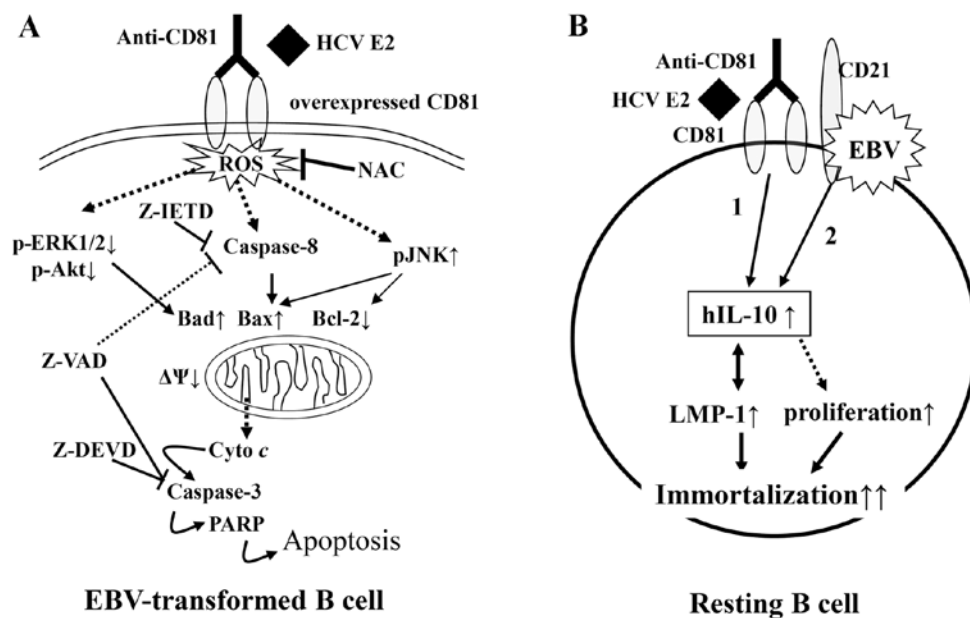 A
Anti-CD81
HCV E2
overexpressed CD81
ROS
NAC
Z-IETD
p-ERK1/2↓
p-Akt↓
Caspase-8
pJNK↑
Bad↑ Bax↑ Bcl-2↓
Z-VAD
ΔΨ↓
Z-DEVD
Cyto c
Caspase-3
PARP
Apoptosis
EBV-transformed B cell
B
Anti-CD81
CD21
HCV E2
CD81
EBV
1
2
hIL-10 ↑
LMP-1↑
proliferation↑
Immortalization↑↑
Resting B cell